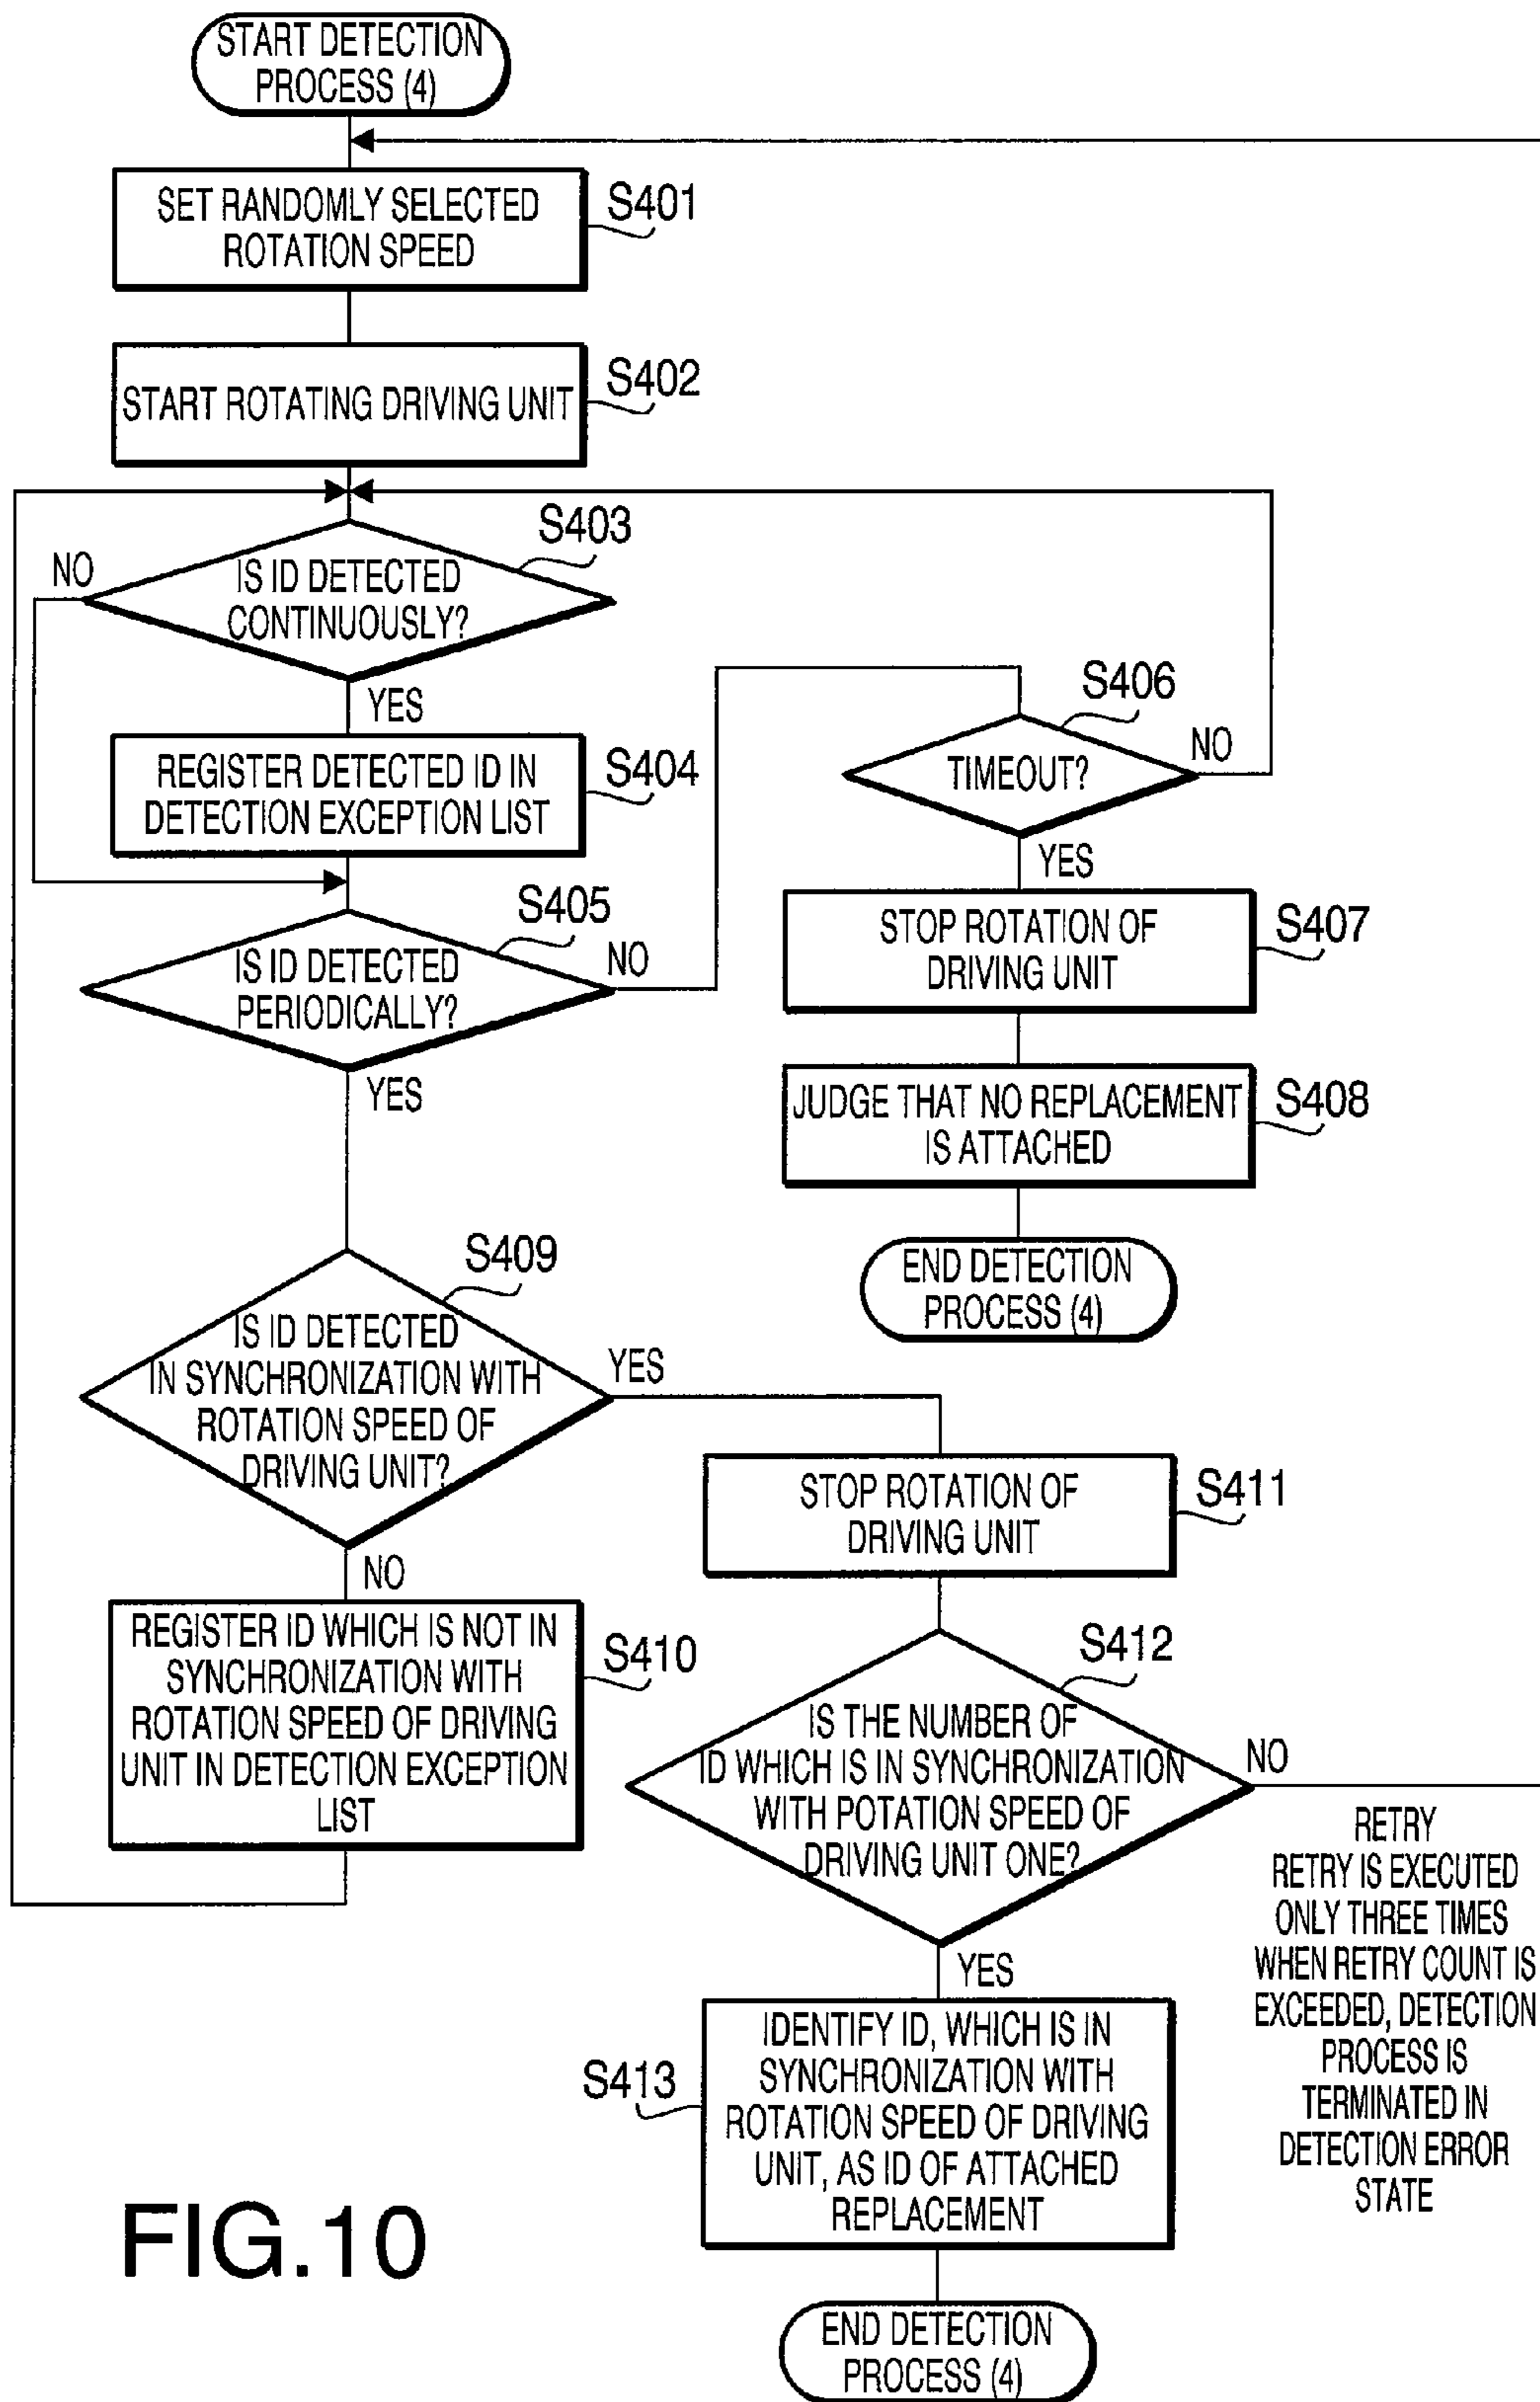 START DETECTION
PROCESS (4)
SET RANDOMLY SELECTED
ROTATION SPEED
S401
START ROTATING DRIVING UNIT
S402
IS ID DETECTED
CONTINUOUSLY?
S403
NO
YES
REGISTER DETECTED ID IN
DETECTION EXCEPTION LIST
S404
IS ID DETECTED
PERIODICALLY?
S405
NO
YES
TIMEOUT?
S406
NO
YES
STOP ROTATION OF
DRIVING UNIT
S407
JUDGE THAT NO REPLACEMENT
IS ATTACHED
S408
END DETECTION
PROCESS (4)
IS ID DETECTED
IN SYNCHRONIZATION WITH
ROTATION SPEED OF
DRIVING UNIT?
S409
YES
NO
REGISTER ID WHICH IS NOT IN
SYNCHRONIZATION WITH
ROTATION SPEED OF DRIVING
UNIT IN DETECTION EXCEPTION
LIST
S410
STOP ROTATION OF
DRIVING UNIT
S411
IS THE NUMBER OF
ID WHICH IS IN SYNCHRONIZATION
WITH POTATION SPEED OF
DRIVING UNIT ONE?
S412
NO
YES
RETRY
RETRY IS EXECUTED
ONLY THREE TIMES
WHEN RETRY COUNT IS
EXCEEDED, DETECTION
PROCESS IS
TERMINATED IN
DETECTION ERROR
STATE
IDENTIFY ID, WHICH IS IN
SYNCHRONIZATION WITH
ROTATION SPEED OF DRIVING
UNIT, AS ID OF ATTACHED
REPLACEMENT
S413
END DETECTION
PROCESS (4)
FIG.10